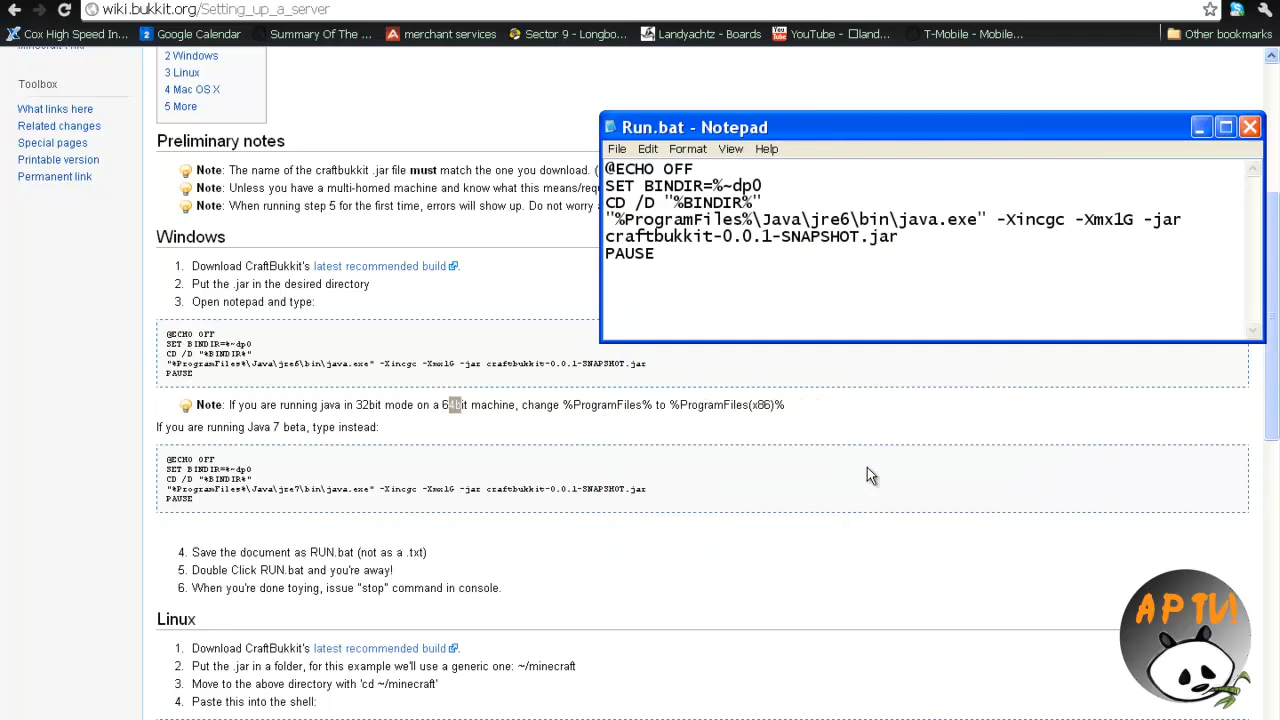 wiki.bukkit.org/Setting_up_a_server
Cox High Speed In...
2 Google Calendar
Summary Of The ...
merchant services
Sector 9 - Longbo...
Landyachtz - Boards
YouTube - land...
T-Mobile - Mobile...
Other bookmarks
Toolbox
What links here
Related changes
Special pages
Printable version
Permanent link
2 Windows
3 Linux
4 Mac OS X
5 More
Preliminary notes
Note: The name of the craftbukkit .jar file must match the one you download. (
Note: Unless you have a multi-homed machine and know what this means/requ
Note: When running step 5 for the first time, errors will show up. Do not worry
Windows
1. Download CraftBukkit's latest recommended build.
2. Put the .jar in the desired directory
3. Open notepad and type:
@ECHO OFF
SET BINDIR=%~dp0
CD /D "%BINDIR%"
"%ProgramFiles%\Java\jre6\bin\java.exe" -Xincgc -Xmx1G -jar craftbukkit-0.0.1-SNAPSHOT.jar
PAUSE
Note: If you are running java in 32bit mode on a 64bit machine, change %ProgramFiles% to %ProgramFiles(x86)%
If you are running Java 7 beta, type instead:
@ECHO OFF
SET BINDIR=%~dp0
CD /D "%BINDIR%"
"%ProgramFiles%\Java\jre7\bin\java.exe" -Xincgc -Xmx1G -jar craftbukkit-0.0.1-SNAPSHOT.jar
PAUSE
4. Save the document as RUN.bat (not as a .txt)
5. Double Click RUN.bat and you're away!
6. When you're done toying, issue "stop" command in console.
Linux
1. Download CraftBukkit's latest recommended build.
2. Put the .jar in a folder, for this example we'll use a generic one: ~/minecraft
3. Move to the above directory with 'cd ~/minecraft'
4. Paste this into the shell:
Run.bat - Notepad
File Edit Format View Help
@ECHO OFF
SET BINDIR=%~dp0
CD /D "%BINDIR%"
"%ProgramFiles%\Java\jre6\bin\java.exe" -Xincgc -Xmx1G -jar
craftbukkit-0.0.1-SNAPSHOT.jar
PAUSE
APTV!